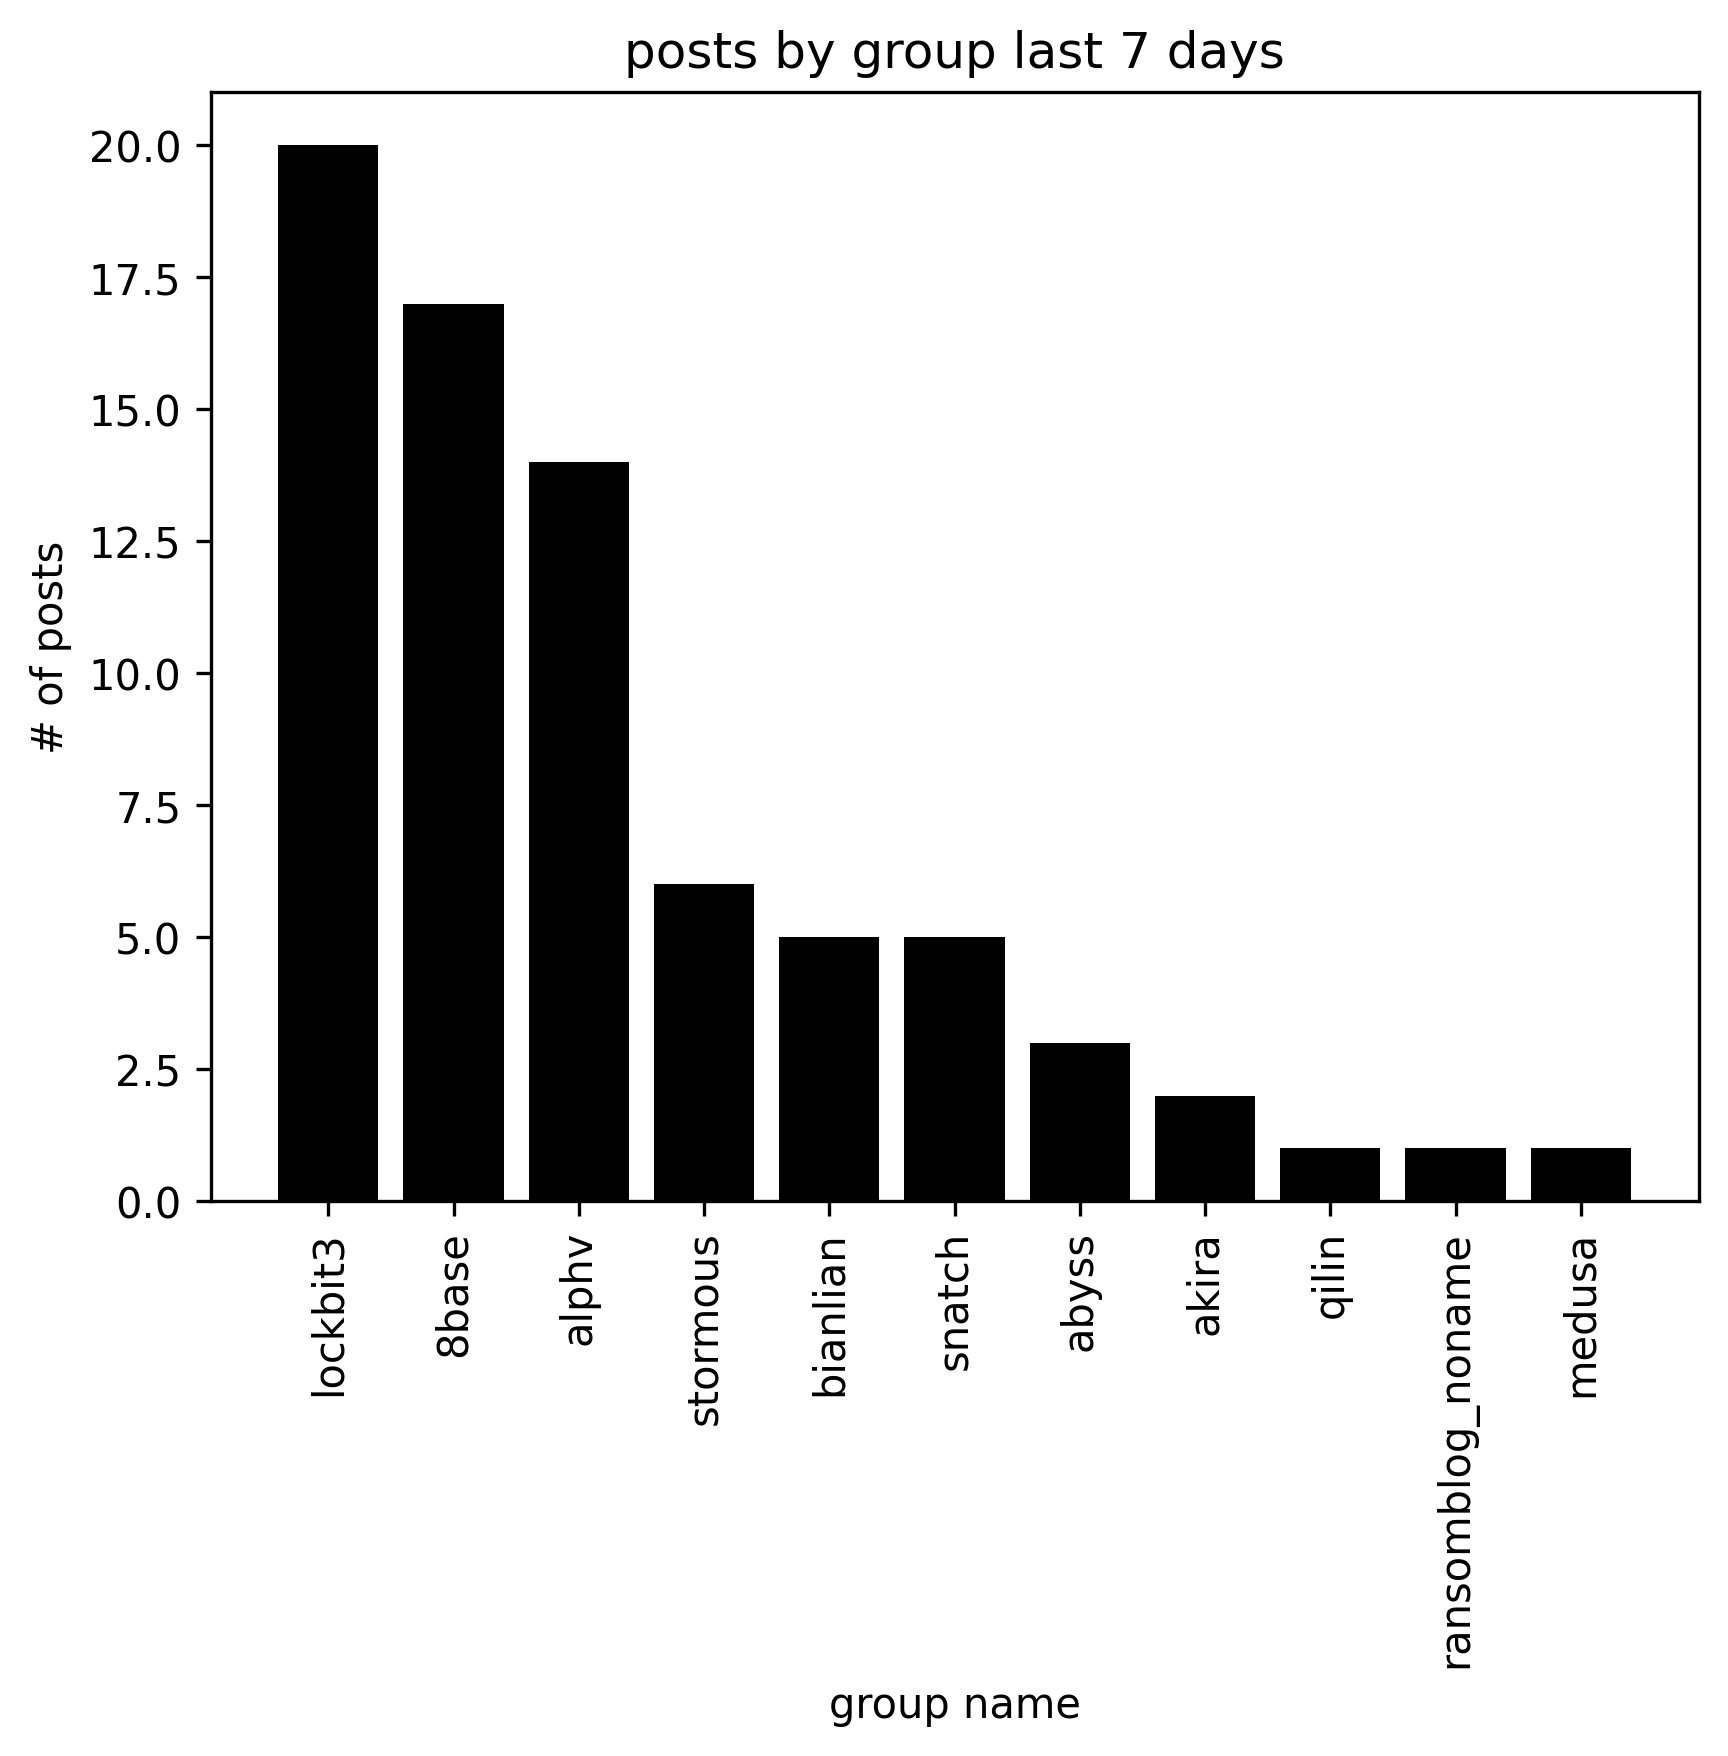 posts by group last 7 days
20.0
17.5
15.0
12.5
10.0
7.5
5.0
2.5
0.0
# of posts
lockbit3
8base
alphv
stormous
bianlian
snatch
abyss
akira
qilin
ransomblog_noname
medusa
group name